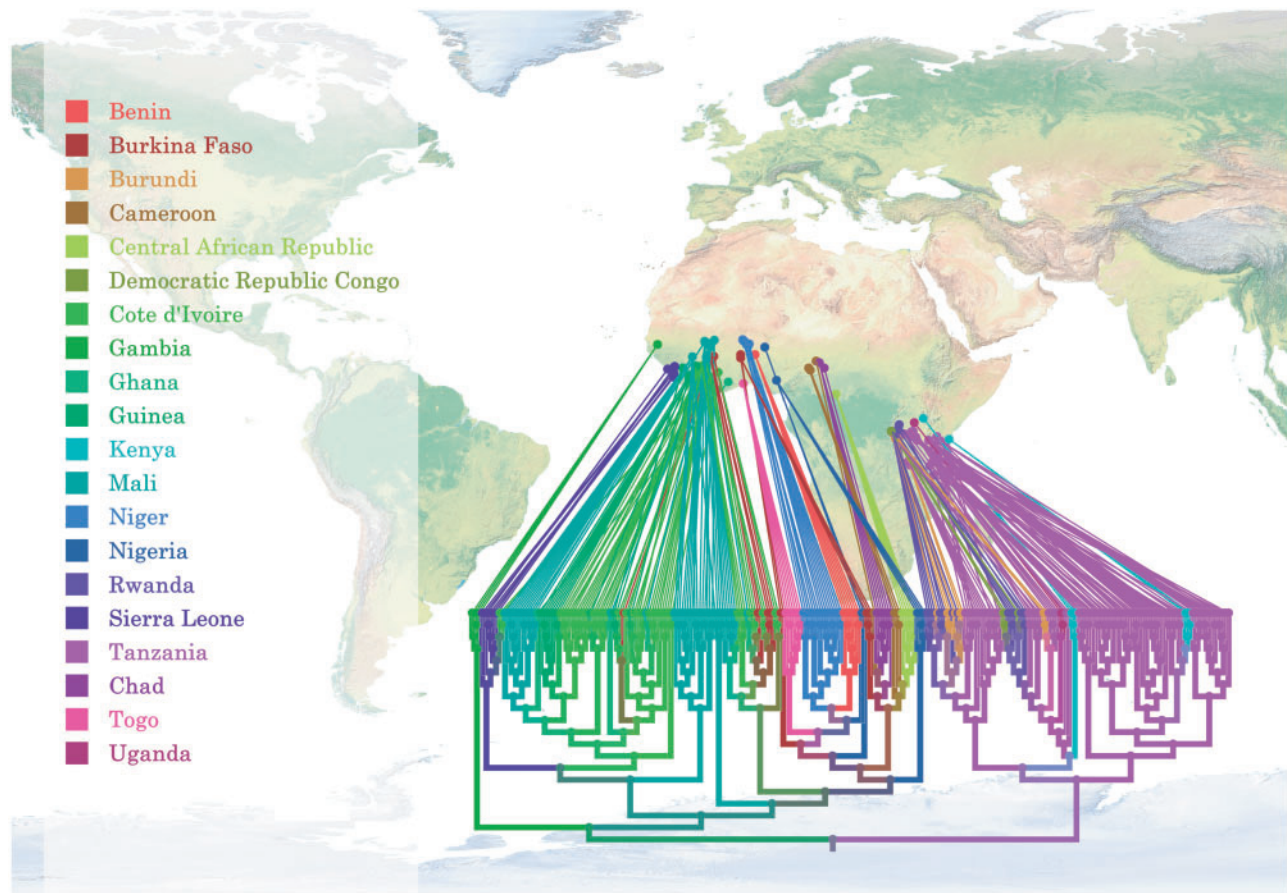 Benin
Burkina Faso
Burundi
Cameroon
Central African Republic
Democratic Republic Congo
Cote d'Ivoire
Gambia
Ghana
Guinea
Kenya
Mali
Niger
Nigeria
Rwanda
Sierra Leone
Tanzania
Chad
Togo
Uganda